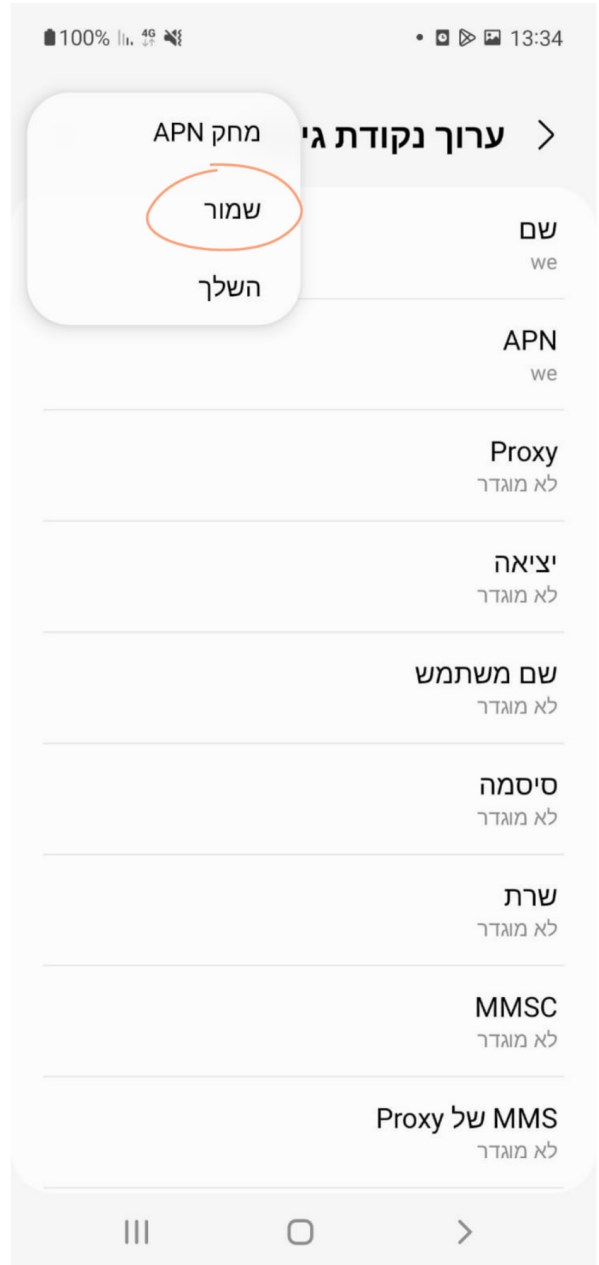 100% 4G 13:34
ערוך נקודת גי
מחק APN
שמור
השלך
שם
we
APN
we
Proxy
לא מוגדר
יציאה
לא מוגדר
שם משתמש
לא מוגדר
סיסמה
לא מוגדר
שרת
לא מוגדר
MMSC
לא מוגדר
Proxy של MMS
לא מוגדר